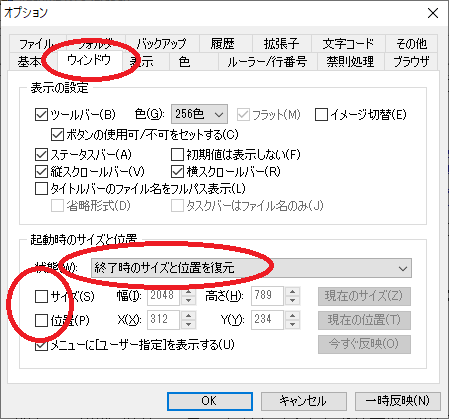 オプション
ファイル フォルダ バックアップ 履歴 拡張子 文字コード その他
基本 ウィンドウ 表示 色 ルーラー/行番号 禁則処理 ブラウザ
表示の設定
ツールバー(B) 色(G): 256色 フラット(M) イメージ切替(E)
ボタンの使用可/不可をセットする(C)
ステータスバー(A) 初期値は表示しない(F)
縦スクロールバー(V) 横スクロールバー(R)
タイトルバーのファイル名をフルパス表示(L)
省略形式(D) タスクバーはファイル名のみ(J)
起動時のサイズと位置
状態(W): 終了時のサイズと位置を復元
サイズ(S) 幅(I): 2048 高さ(H): 789 現在のサイズ(Z)
位置(P) X(X): 312 Y(Y): 234 現在の位置(T)
メニューに[ユーザー指定]を表示する(U) 今すぐ反映(O)
OK キャンセル 一時反映(N)